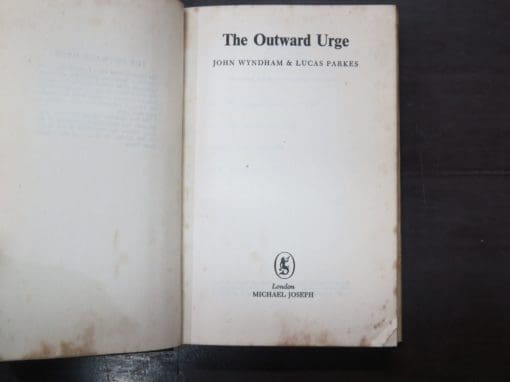 The Outward Urge
JOHN WYNDHAM & LUCAS PARKES
London
MICHAEL JOSEPH